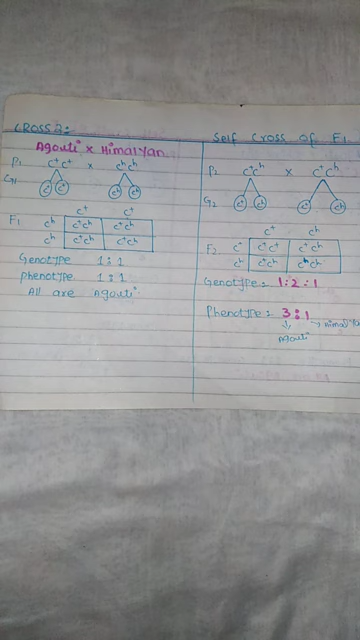 CROSS 2:
Agouti x Himalyan
P1 c⁺c⁺ x cʰcʰ
G1 c⁺ c⁺ cʰ cʰ
c⁺ c⁺
F1 cʰ c⁺cʰ c⁺cʰ
cʰ c⁺cʰ c⁺cʰ
Genotype 1:1
phenotype 1:1
All are Agouti
Self Cross of F1
P2 c⁺cʰ x c⁺cʰ
G2 c⁺ cʰ c⁺ cʰ
c⁺ cʰ
F2 c⁺ c⁺c⁺ c⁺cʰ
cʰ c⁺cʰ cʰcʰ
Genotype = 1:2:1
Phenotype = 3:1
Agouti